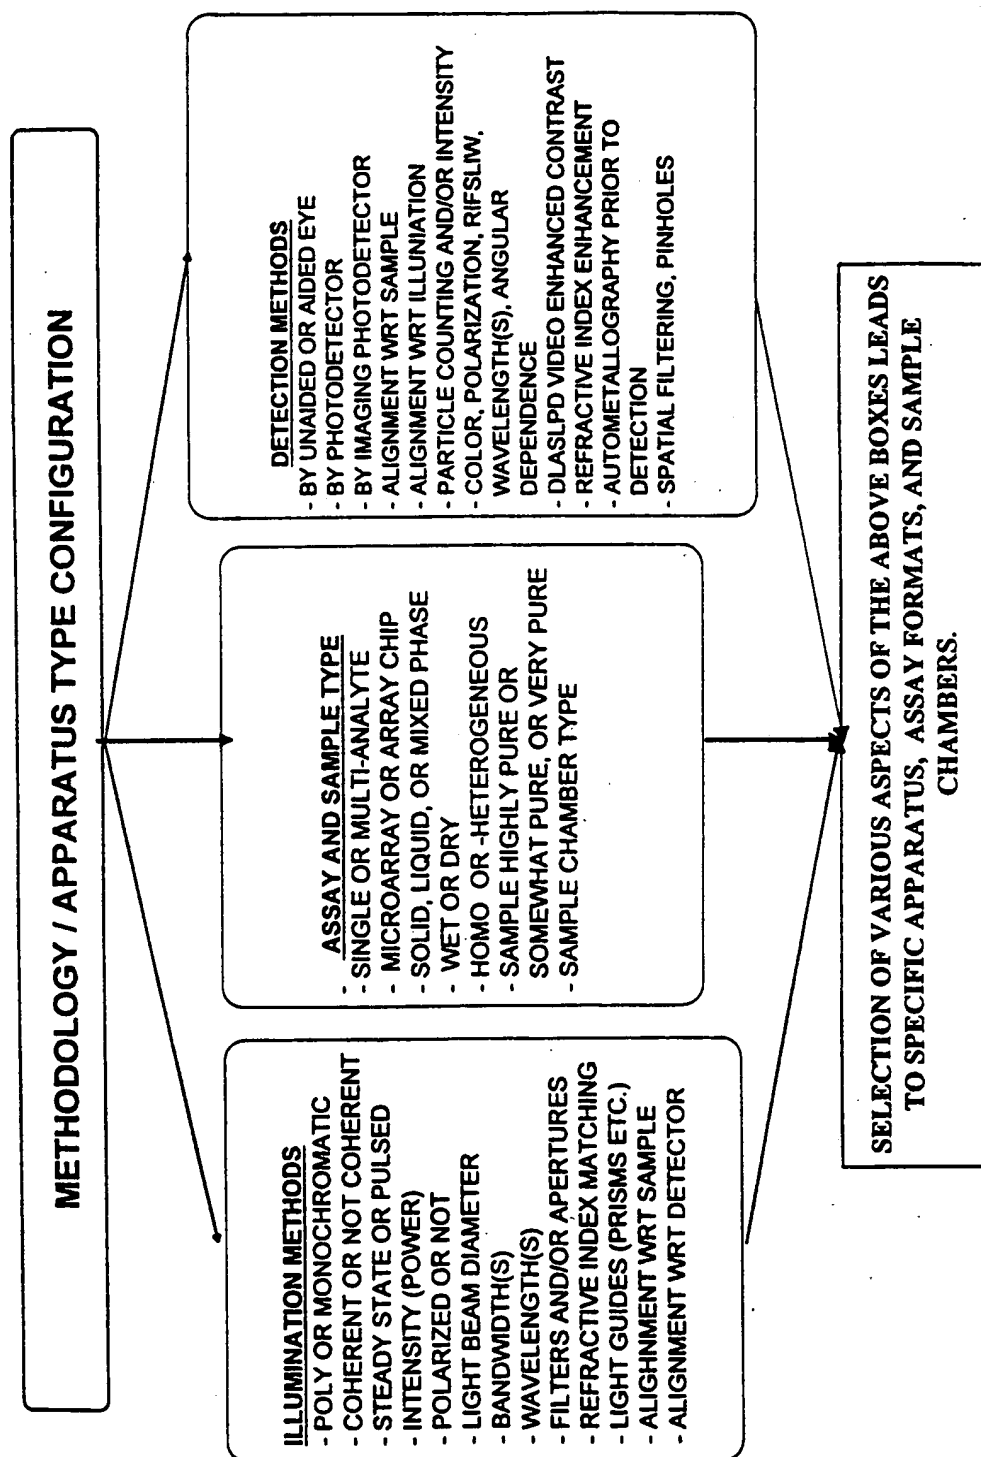 METHODOLOGY / APPARATUS TYPE CONFIGURATION
ILLUMINATION METHODS
- POLY OR MONOCHROMATIC
- COHERENT OR NOT COHERENT
- STEADY STATE OR PULSED
- INTENSITY (POWER)
- POLARIZED OR NOT
- LIGHT BEAM DIAMETER
- BANDWIDTH(S)
- WAVELENGTH(S)
- FILTERS AND/OR APERTURES
- REFRACTIVE INDEX MATCHING
- LIGHT GUIDES (PRISMS ETC.)
- ALIGHNMENT WRT SAMPLE
- ALIGNMENT WRT DETECTOR
ASSAY AND SAMPLE TYPE
- SINGLE OR MULTI-ANALYTE
- MICROARRAY OR ARRAY CHIP
- SOLID, LIQUID, OR MIXED PHASE
- WET OR DRY
- HOMO OR -HETEROGENEOUS
- SAMPLE HIGHLY PURE OR
SOMEWHAT PURE, OR VERY PURE
- SAMPLE CHAMBER TYPE
DETECTION METHODS
- BY UNAIDED OR AIDED EYE
- BY PHOTODETECTOR
- BY IMAGING PHOTODETECTOR
- ALIGNMENT WRT SAMPLE
- ALIGNMENT WRT ILLUNIATION
- PARTICLE COUNTING AND/OR INTENSITY
- COLOR, POLARIZATION, RIFSLIW,
WAVELENGTH(S), ANGULAR
DEPENDENCE
- DLASLPD VIDEO ENHANCED CONTRAST
- REFRACTIVE INDEX ENHANCEMENT
- AUTOMETALLOGRAPHY PRIOR TO
DETECTION
- SPATIAL FILTERING, PINHOLES
SELECTION OF VARIOUS ASPECTS OF THE ABOVE BOXES LEADS
TO SPECIFIC APPARATUS, ASSAY FORMATS, AND SAMPLE
CHAMBERS.